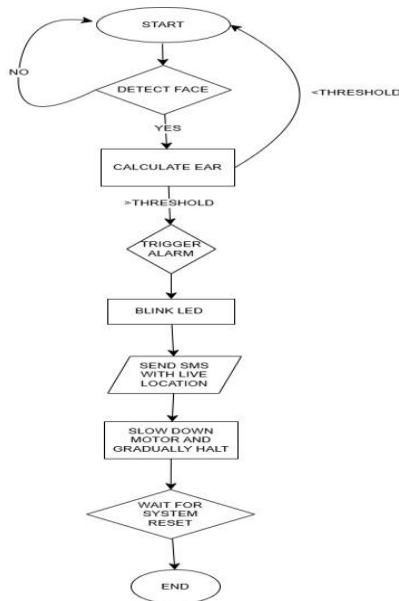 START
NO
DETECT FACE
<THRESHOLD
YES
CALCULATE EAR
>THRESHOLD
TRIGGER
ALARM
BLINK LED
SEND SMS
WITH LIVE
LOCATION
SLOW DOWN
MOTOR AND
GRADUALLY HALT
WAIT FOR
SYSTEM
RESET
END